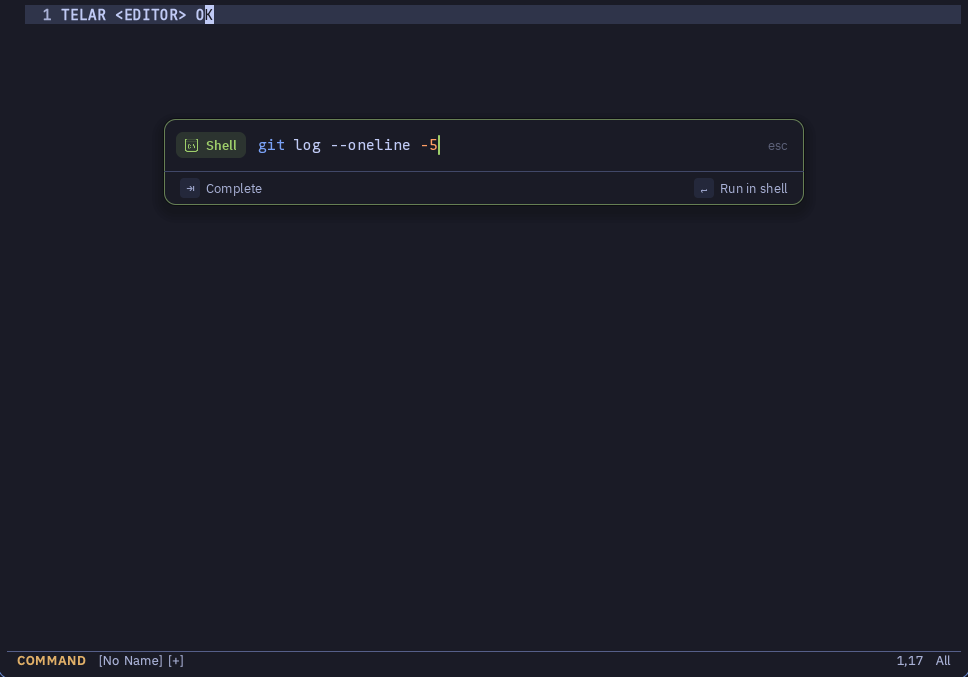 1 TELAR <EDITOR> OK
Shell git log --oneline -5 esc
Complete Run in shell
COMMAND [No Name] [+] 1,17 All